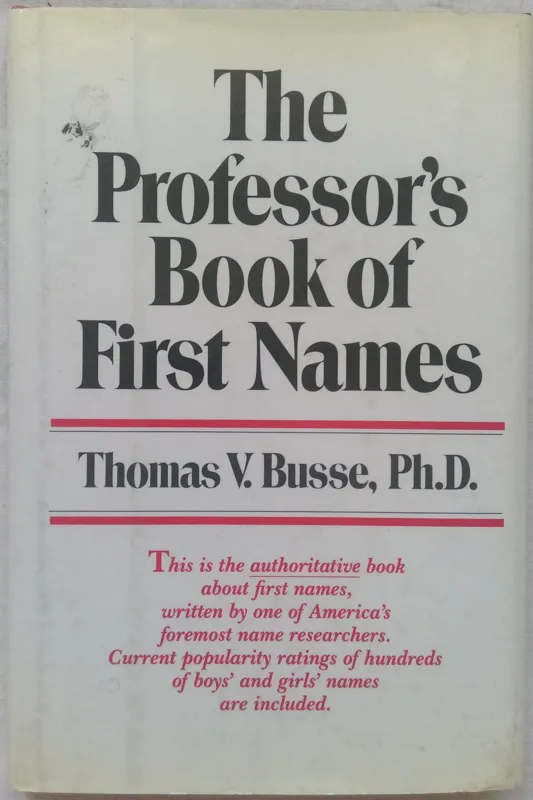 The
Professor's
Book of
First Names
Thomas V. Busse, Ph.D.
This is the authoritative book
about first names,
written by one of America's
foremost name researchers.
Current popularity ratings of hundreds
of boys' and girls' names
are included.